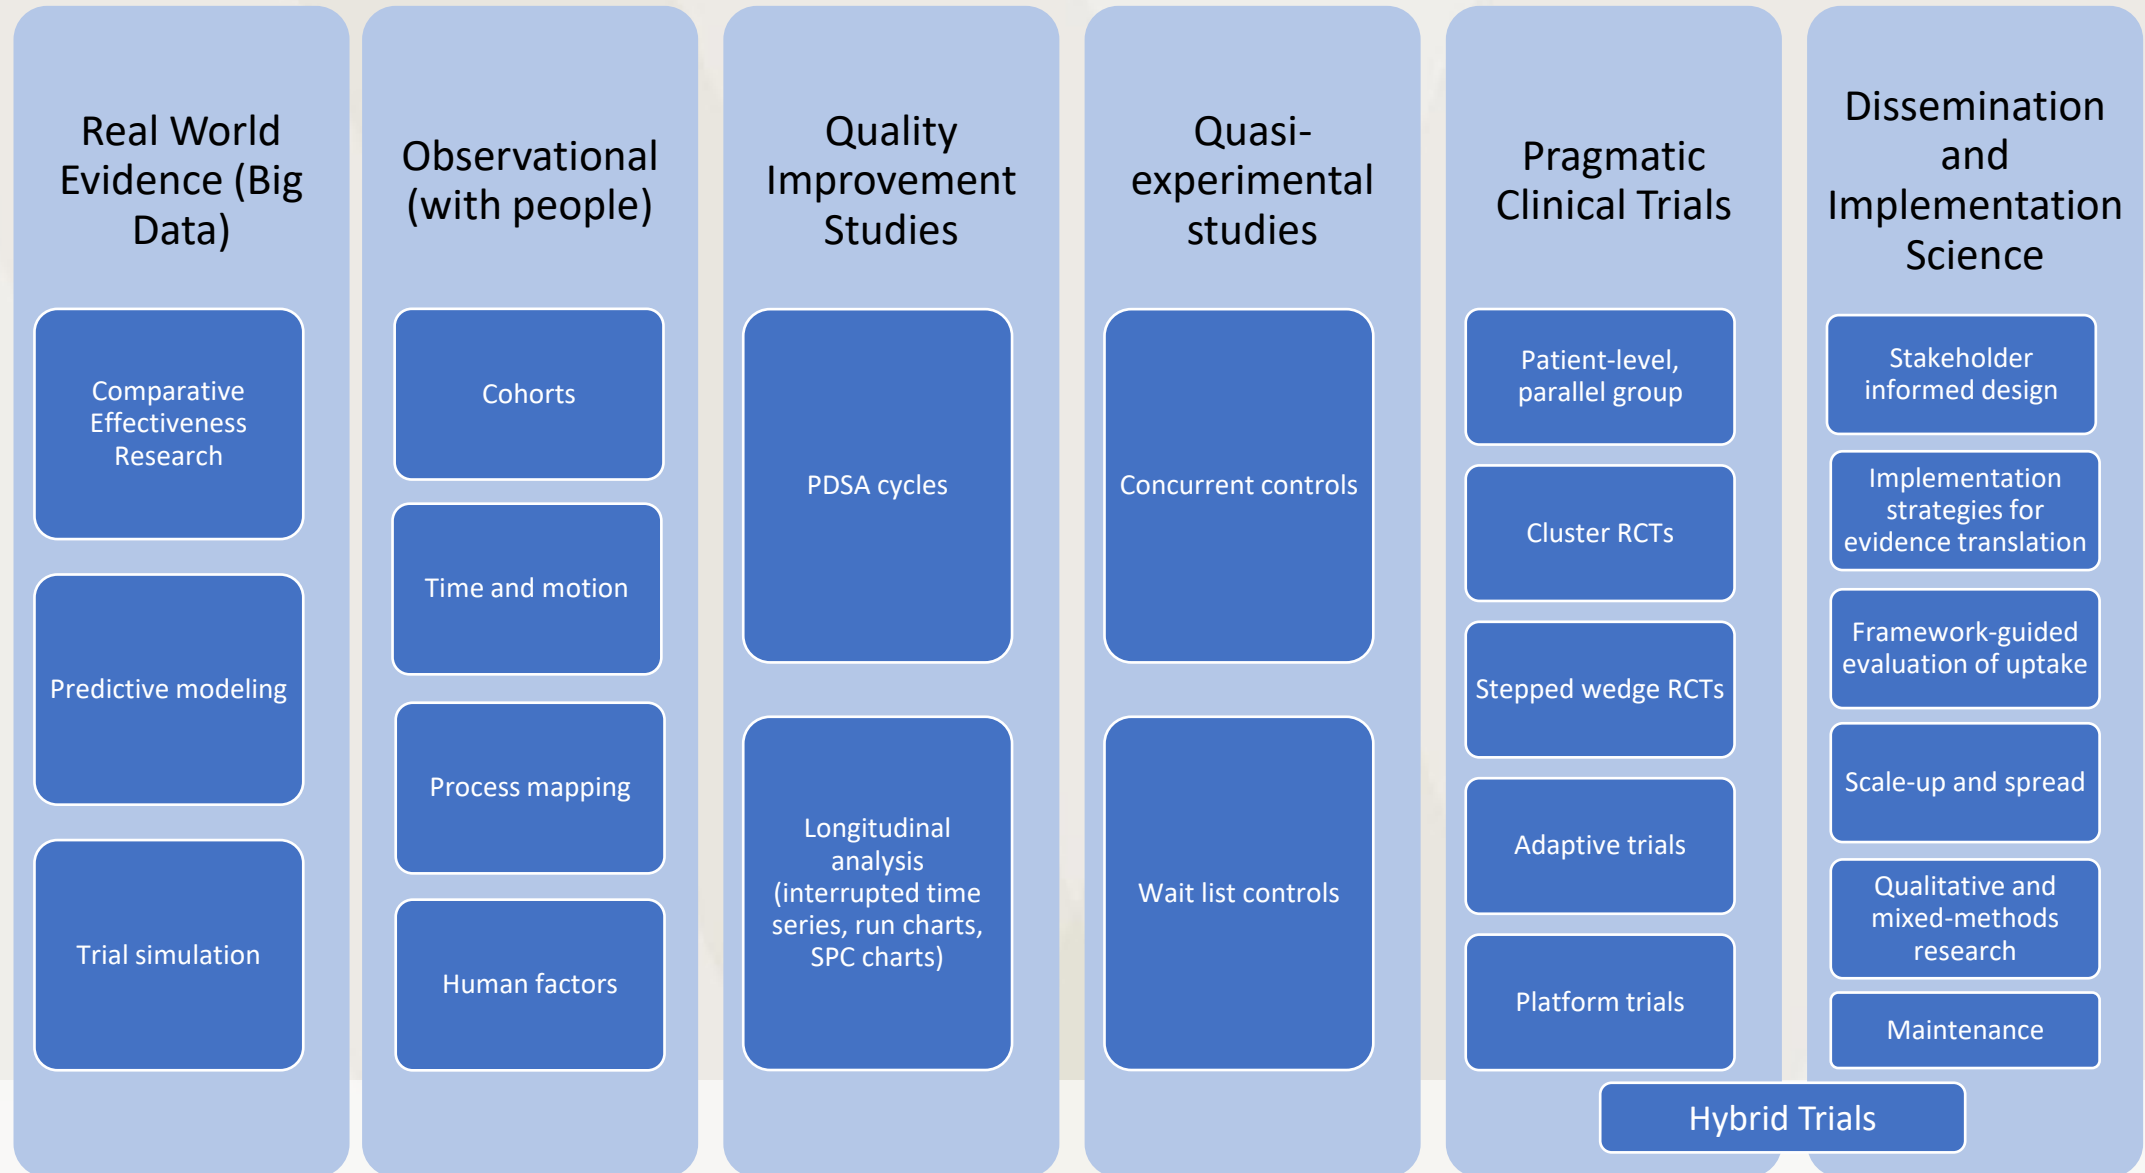 Real World
Evidence (Big
Data)
Comparative
Effectiveness
Research
Predictive modeling
Trial simulation
Observational
(with people)
Cohorts
Time and motion
Process mapping
Human factors
Quality
Improvement
Studies
PDSA cycles
Longitudinal
analysis
(interrupted time
series, run charts,
SPC charts)
Quasi-
experimental
studies
Concurrent controls
Wait list controls
Pragmatic
Clinical Trials
Patient-level,
parallel group
Cluster RCTs
Stepped wedge RCTs
Adaptive trials
Platform trials
Dissemination
and
Implementation
Science
Stakeholder
informed design
Implementation
strategies for
evidence translation
Framework-guided
evaluation of uptake
Scale-up and spread
Qualitative and
mixed-methods
research
Maintenance
Hybrid Trials